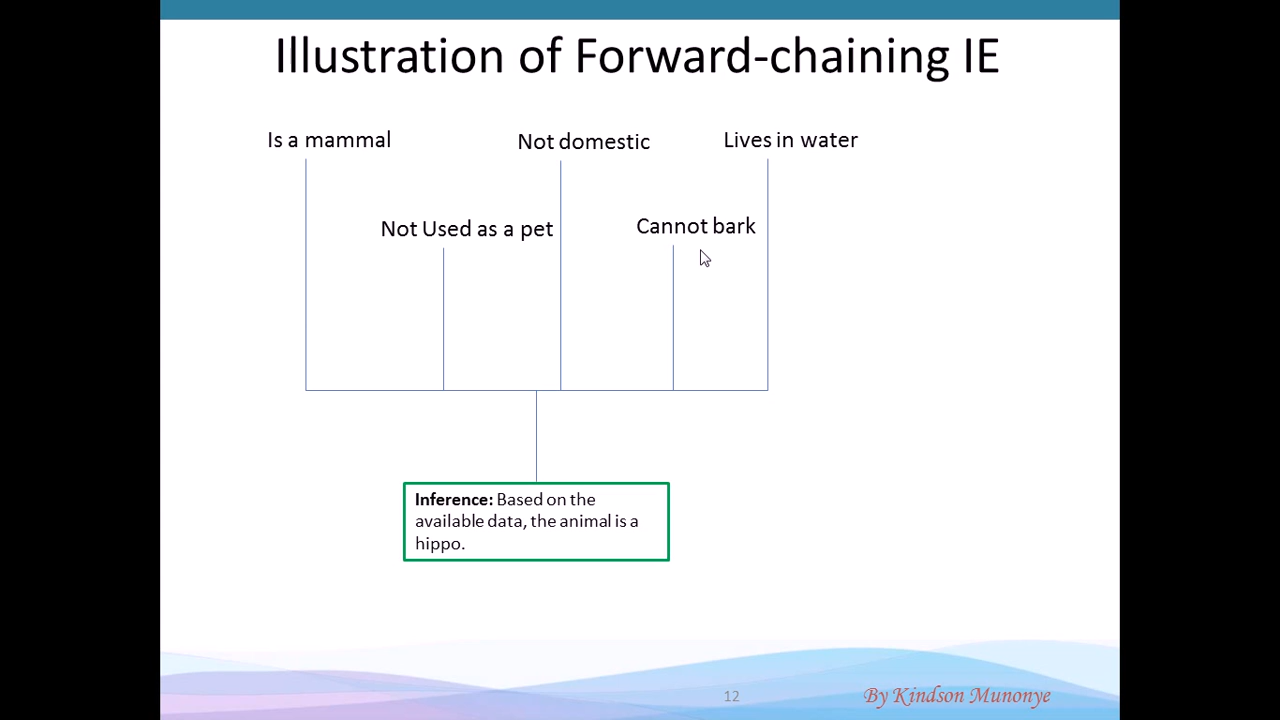 Illustration of Forward-chaining IE
Is a mammal
Not domestic
Lives in water
Not Used as a pet
Cannot bark
Inference: Based on the
available data, the animal is a
hippo.
12
By Kindson Munonye